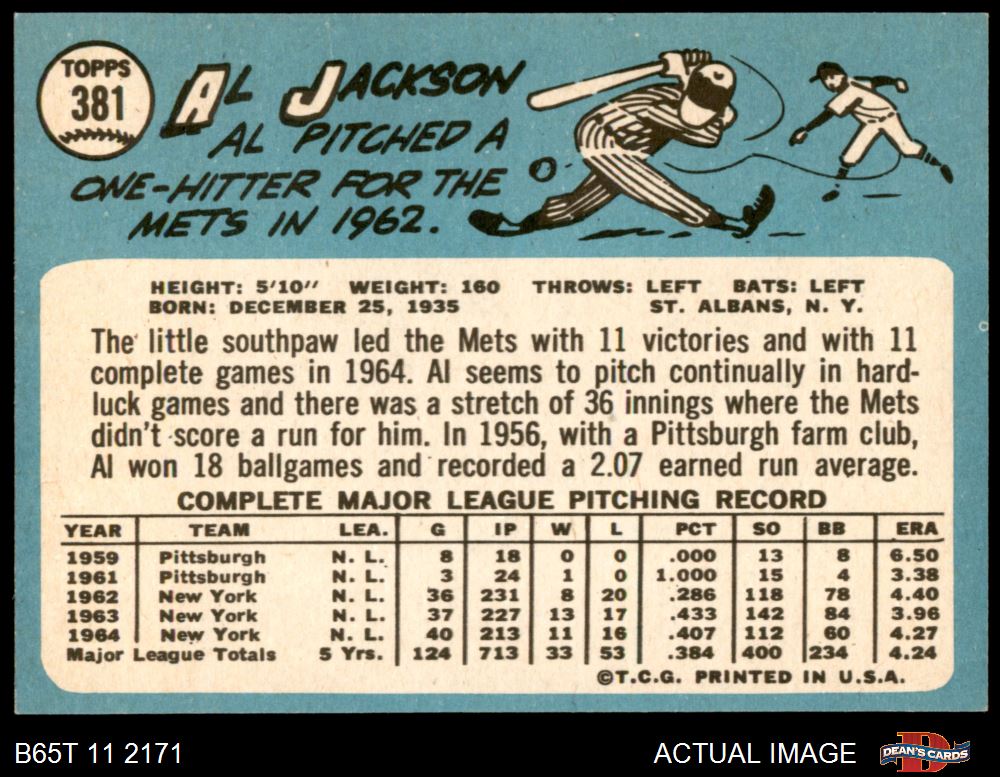 TOPPS
381
AL JACKSON
AL PITCHED A
ONE-HITTER FOR THE
METS IN 1962.
HEIGHT: 5'10" WEIGHT: 160 THROWS: LEFT BATS: LEFT
BORN: DECEMBER 25, 1935 ST. ALBANS, N. Y.
The little southpaw led the Mets with 11 victories and with 11
complete games in 1964. Al seems to pitch continually in hard-
luck games and there was a stretch of 36 innings where the Mets
didn't score a run for him. In 1956, with a Pittsburgh farm club,
Al won 18 ballgames and recorded a 2.07 earned run average.
COMPLETE MAJOR LEAGUE PITCHING RECORD
YEAR TEAM LEA. G IP W L PCT SO BB ERA
1959 Pittsburgh N. L. 8 18 0 0 .000 13 8 6.50
1961 Pittsburgh N. L. 3 24 1 0 1.000 15 4 3.38
1962 New York N. L. 36 231 8 20 .286 118 78 4.40
1963 New York N. L. 37 227 13 17 .433 142 84 3.96
1964 New York N. L. 40 213 11 16 .407 112 60 4.27
Major League Totals 5 Yrs. 124 713 33 53 .384 400 234 4.24
©T.C.G. PRINTED IN U.S.A.
B65T 11 2171 ACTUAL IMAGE D DEAN'S CARDS